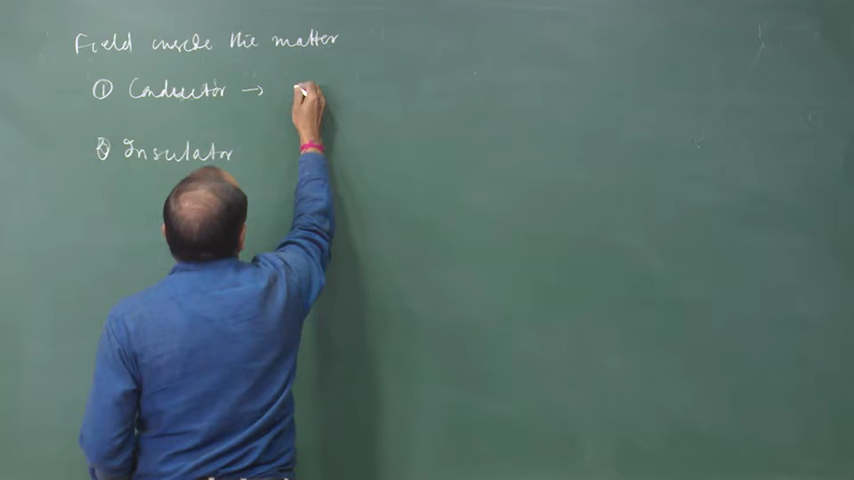 Field inside the matter
① Conductor →
② Insulator